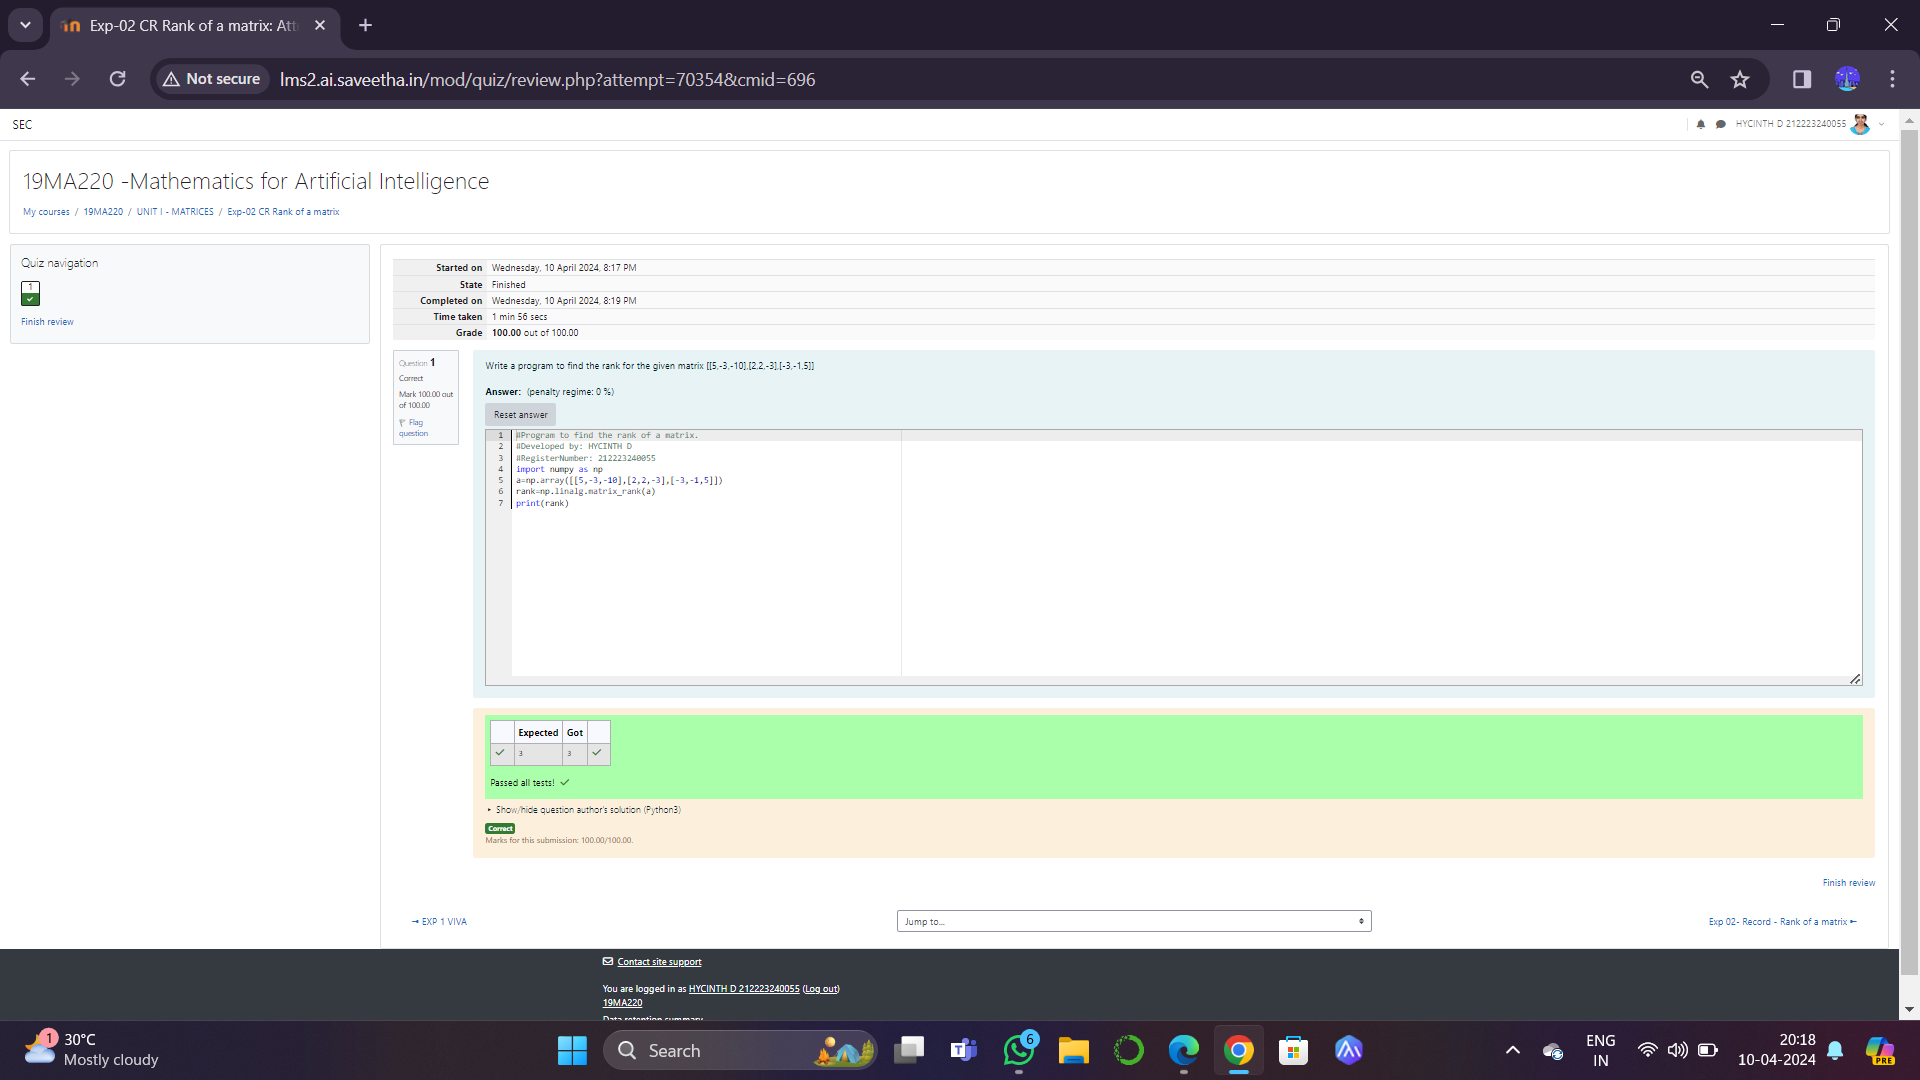 Exp-02 CR Rank of a matrix: Att
Not secure
lms2.ai.saveetha.in/mod/quiz/review.php?attempt=70354&cmid=696
SEC
HYCINTH D 212223240055
19MA220 -Mathematics for Artificial Intelligence
My courses / 19MA220 / UNIT I - MATRICES / Exp-02 CR Rank of a matrix
Quiz navigation
1
Finish review
Started on Wednesday, 10 April 2024, 8:17 PM
State Finished
Completed on Wednesday, 10 April 2024, 8:19 PM
Time taken 1 min 56 secs
Grade 100.00 out of 100.00
Question 1
Correct
Mark 100.00 out
of 100.00
Flag
question
Write a program to find the rank for the given matrix [[5,-3,-10],[2,2,-3],[-3,-1,5]]
Answer: (penalty regime: 0 %)
Reset answer
1 #Program to find the rank of a matrix.
2 #Developed by: HYCINTH D
3 #RegisterNumber: 212223240055
4 import numpy as np
5 a=np.array([[5,-3,-10],[2,2,-3],[-3,-1,5]])
6 rank=np.linalg.matrix_rank(a)
7 print(rank)
Expected Got
3 3
Passed all tests!
Show/hide question author's solution (Python3)
Correct
Marks for this submission: 100.00/100.00.
Finish review
EXP 1 VIVA
Jump to...
Exp 02- Record - Rank of a matrix
Contact site support
You are logged in as HYCINTH D 212223240055 (Log out)
19MA220
Data retention summary
1
30°C
Mostly cloudy
Search
6
ENG
IN
20:18
10-04-2024
PRE